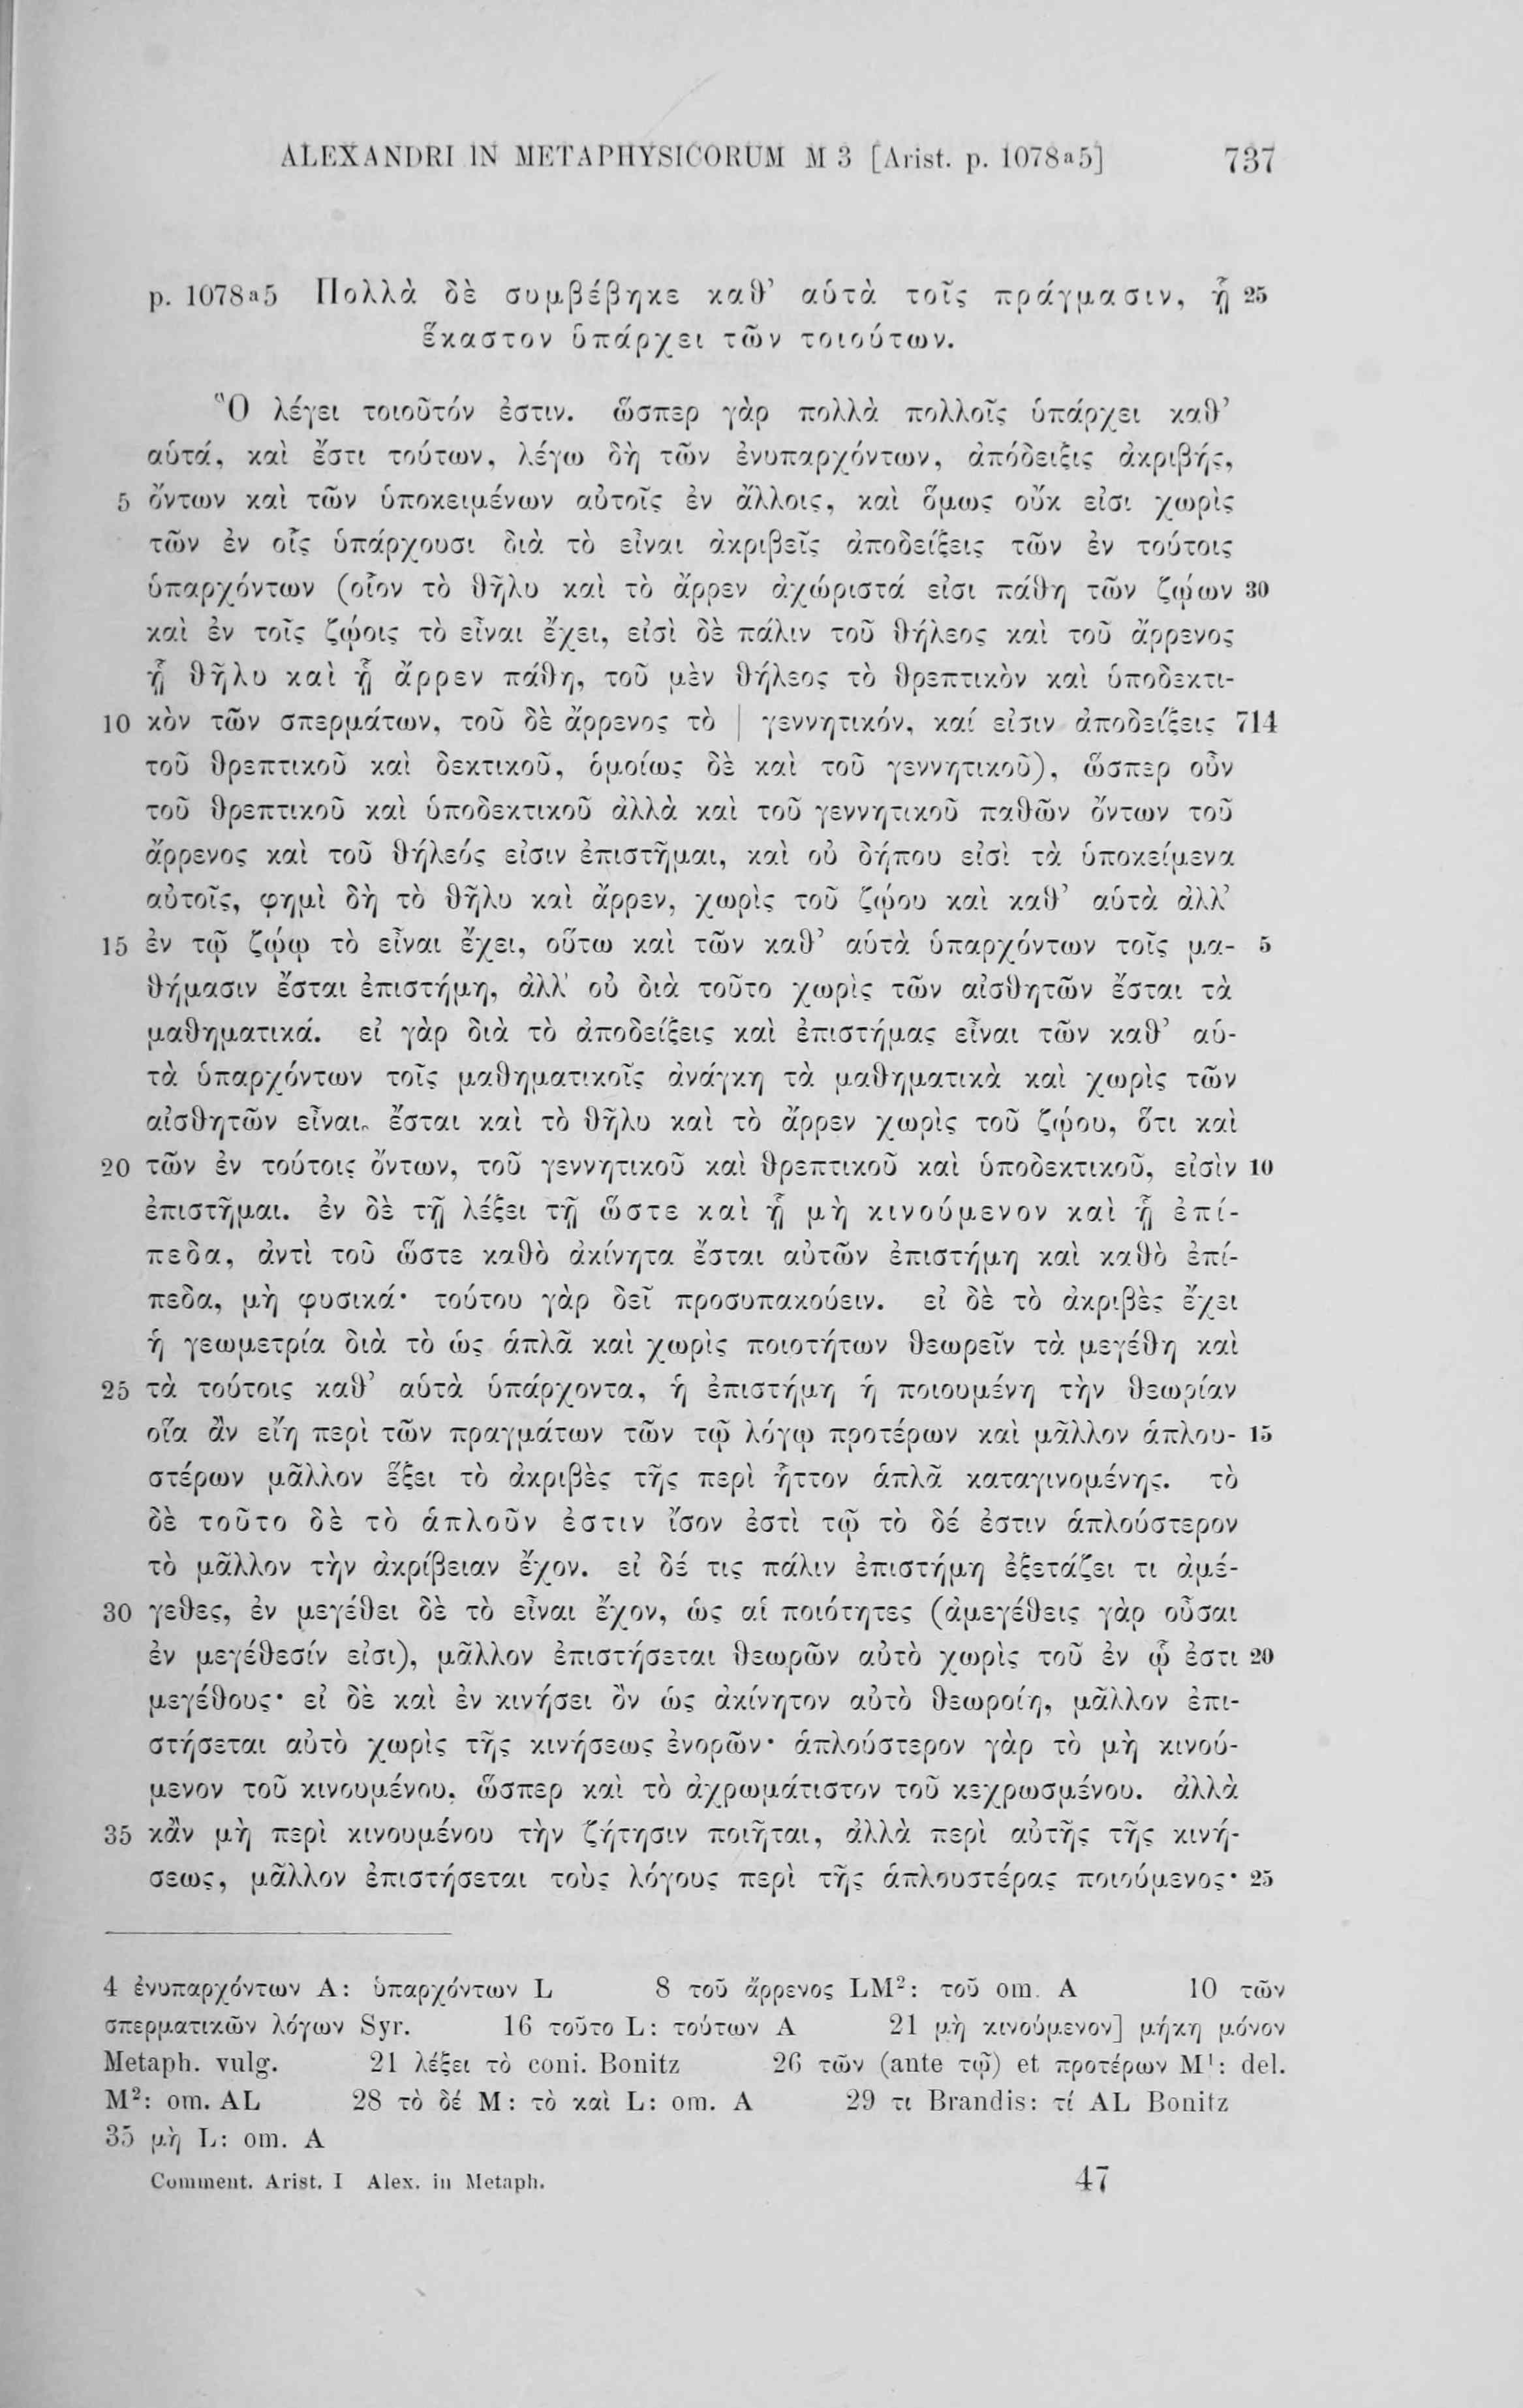 ALEXANDRI IN METAPHYSICORUM M 3 [Arist. p. 1078ª5] 737
p. 1078ª5 Πολλὰ δὲ συμβέβηκε καθ’ αὑτὰ τοῖς πράγμασιν, ᾗ 25
ἕκαστον ὑπάρχει τῶν τοιούτων.
Ὃ λέγει τοιοῦτόν ἐστιν. ὥσπερ γὰρ πολλὰ πολλοῖς ὑπάρχει καθ’
αὑτά, καὶ ἔστι τούτων, λέγω δὴ τῶν ἐνυπαρχόντων, ἀπόδειξις ἀκριβής,
5 ὄντων καὶ τῶν ὑποκειμένων αὐτοῖς ἐν ἄλλοις, καὶ ὅμως οὔκ εἰσι χωρὶς
τῶν ἐν οἷς ὑπάρχουσι διὰ τὸ εἶναι ἀκριβεῖς ἀποδείξεις τῶν ἐν τούτοις
ὑπαρχόντων (οἷον τὸ θῆλυ καὶ τὸ ἄρρεν ἀχώριστά εἰσι πάθη τῶν ζῴων 30
καὶ ἐν τοῖς ζῴοις τὸ εἶναι ἔχει, εἰσὶ δὲ πάλιν τοῦ θήλεος καὶ τοῦ ἄρρενος
ᾗ θῆλυ καὶ ᾗ ἄρρεν πάθη, τοῦ μὲν θήλεος τὸ θρεπτικὸν καὶ ὑποδεκτι-
10 κὸν τῶν σπερμάτων, τοῦ δὲ ἄρρενος τὸ | γεννητικόν, καί εἰσιν ἀποδείξεις 714
τοῦ θρεπτικοῦ καὶ δεκτικοῦ, ὁμοίως δὲ καὶ τοῦ γεννητικοῦ), ὥσπερ οὖν
τοῦ θρεπτικοῦ καὶ ὑποδεκτικοῦ ἀλλὰ καὶ τοῦ γεννητικοῦ παθῶν ὄντων τοῦ
ἄρρενος καὶ τοῦ θήλεός εἰσιν ἐπιστῆμαι, καὶ οὐ δήπου εἰσὶ τὰ ὑποκείμενα
αὐτοῖς, φημὶ δὴ τὸ θῆλυ καὶ ἄρρεν, χωρὶς τοῦ ζῴου καὶ καθ’ αὑτὰ ἀλλ’
15 ἐν τῷ ζῴῳ τὸ εἶναι ἔχει, οὕτω καὶ τῶν καθ’ αὑτὰ ὑπαρχόντων τοῖς μα- 5
θήμασιν ἔσται ἐπιστήμη, ἀλλ’ οὐ διὰ τοῦτο χωρὶς τῶν αἰσθητῶν ἔσται τὰ
μαθηματικά. εἰ γὰρ διὰ τὸ ἀποδείξεις καὶ ἐπιστήμας εἶναι τῶν καθ’ αὑ-
τὰ ὑπαρχόντων τοῖς μαθηματικοῖς ἀνάγκη τὰ μαθηματικὰ καὶ χωρὶς τῶν
αἰσθητῶν εἶναι, ἔσται καὶ τὸ θῆλυ καὶ τὸ ἄρρεν χωρὶς τοῦ ζῴου, ὅτι καὶ
20 τῶν ἐν τούτοις ὄντων, τοῦ γεννητικοῦ καὶ θρεπτικοῦ καὶ ὑποδεκτικοῦ, εἰσὶν 10
ἐπιστῆμαι. ἐν δὲ τῇ λέξει τῇ ὥστε καὶ ᾗ μὴ κινούμενον καὶ ᾗ ἐπί-
πεδα, ἀντὶ τοῦ ὥστε καθὸ ἀκίνητα ἔσται αὐτῶν ἐπιστήμη καὶ καθὸ ἐπί-
πεδα, μὴ φυσικά· τούτου γὰρ δεῖ προσυπακούειν. εἰ δὲ τὸ ἀκριβὲς ἔχει
ἡ γεωμετρία διὰ τὸ ὡς ἁπλᾶ καὶ χωρὶς ποιοτήτων θεωρεῖν τὰ μεγέθη καὶ
25 τὰ τούτοις καθ’ αὑτὰ ὑπάρχοντα, ἡ ἐπιστήμη ἡ ποιουμένη τὴν θεωρίαν
οἵα ἂν εἴη περὶ τῶν πραγμάτων τῶν τῷ λόγῳ προτέρων καὶ μᾶλλον ἁπλου- 15
στέρων μᾶλλον ἕξει τὸ ἀκριβὲς τῆς περὶ ἧττον ἁπλᾶ καταγινομένης. τὸ
δὲ τοῦτο δὲ τὸ ἁπλοῦν ἐστιν ἴσον ἐστὶ τῷ τὸ δέ ἐστιν ἁπλούστερον
τὸ μᾶλλον τὴν ἀκρίβειαν ἔχον. εἰ δέ τις πάλιν ἐπιστήμη ἐξετάζει τι ἀμέ-
30 γεθες, ἐν μεγέθει δὲ τὸ εἶναι ἔχον, ὡς αἱ ποιότητες (ἀμεγέθεις γὰρ οὖσαι
ἐν μεγέθεσίν εἰσι), μᾶλλον ἐπιστήσεται θεωρῶν αὐτὸ χωρὶς τοῦ ἐν ᾧ ἐστι 20
μεγέθους· εἰ δὲ καὶ ἐν κινήσει ὂν ὡς ἀκίνητον αὐτὸ θεωροίη, μᾶλλον ἐπι-
στήσεται αὐτὸ χωρὶς τῆς κινήσεως ἐνορῶν· ἁπλούστερον γὰρ τὸ μὴ κινού-
μενον τοῦ κινουμένου, ὥσπερ καὶ τὸ ἀχρωμάτιστον τοῦ κεχρωσμένου. ἀλλὰ
35 κἂν μὴ περὶ κινουμένου τὴν ζήτησιν ποιῆται, ἀλλὰ περὶ αὐτῆς τῆς κινή-
σεως, μᾶλλον ἐπιστήσεται τοὺς λόγους περὶ τῆς ἁπλουστέρας ποιούμενος· 25
4 ἐνυπαρχόντων A: ὑπαρχόντων L 8 τοῦ ἄρρενος LM²: τοῦ om. A 10 τῶν
σπερματικῶν λόγων Syr. 16 τοῦτο L: τούτων A 21 μὴ κινούμενον] μήκη μόνον
Metaph. vulg. 21 λέξει τὸ coni. Bonitz 26 τῶν (ante τῷ) et προτέρων M¹: del.
M²: om. AL 28 τὸ δέ M: τὸ καὶ L: om. A 29 τι Brandis: τί AL Bonitz
35 μὴ L: om. A
Comment. Arist. I Alex. in Metaph. 47